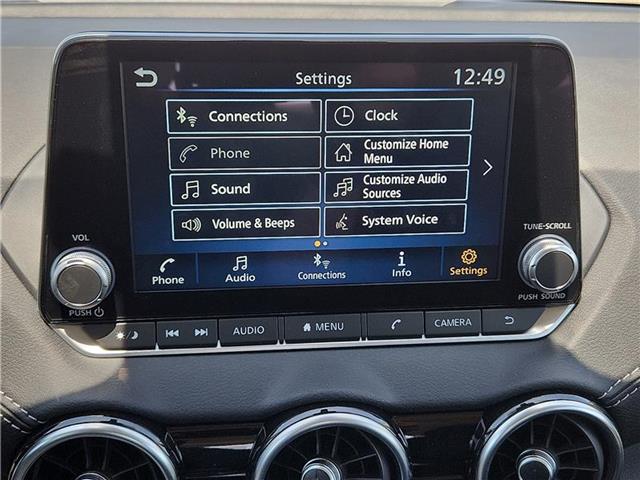 Settings
12:49
Connections
Clock
Phone
Customize Home
Menu
Sound
Customize Audio
Sources
Volume & Beeps
System Voice
Phone
Audio
Connections
Info
Settings
VOL
PUSH
TUNE-SCROLL
PUSH SOUND
AUDIO
MENU
CAMERA